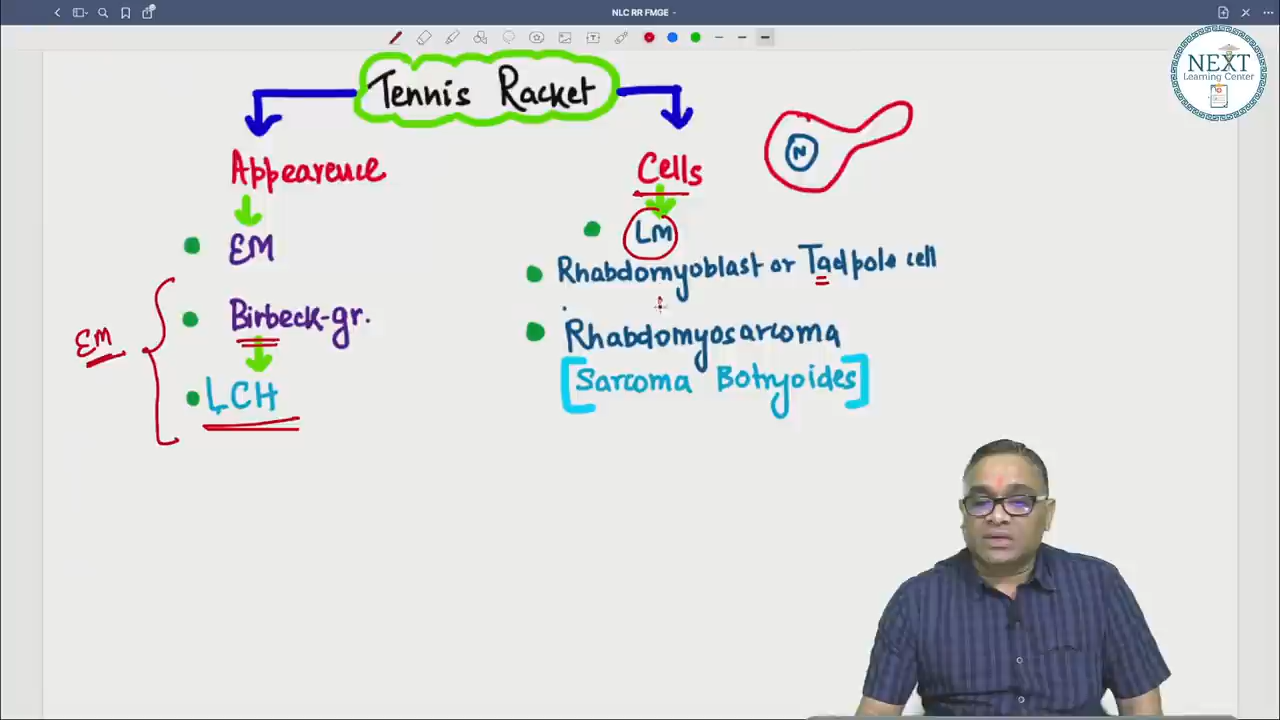 NLC RR FMGE
NEXT
Learning Center
Tennis Racket
Appearence
Cells
N
EM
Lm
Rhabdomyoblast or Tadpole cell
Birbeck-gr.
EM
Rhabdomyosarcoma
LCH
[Sarcoma Botryoides]